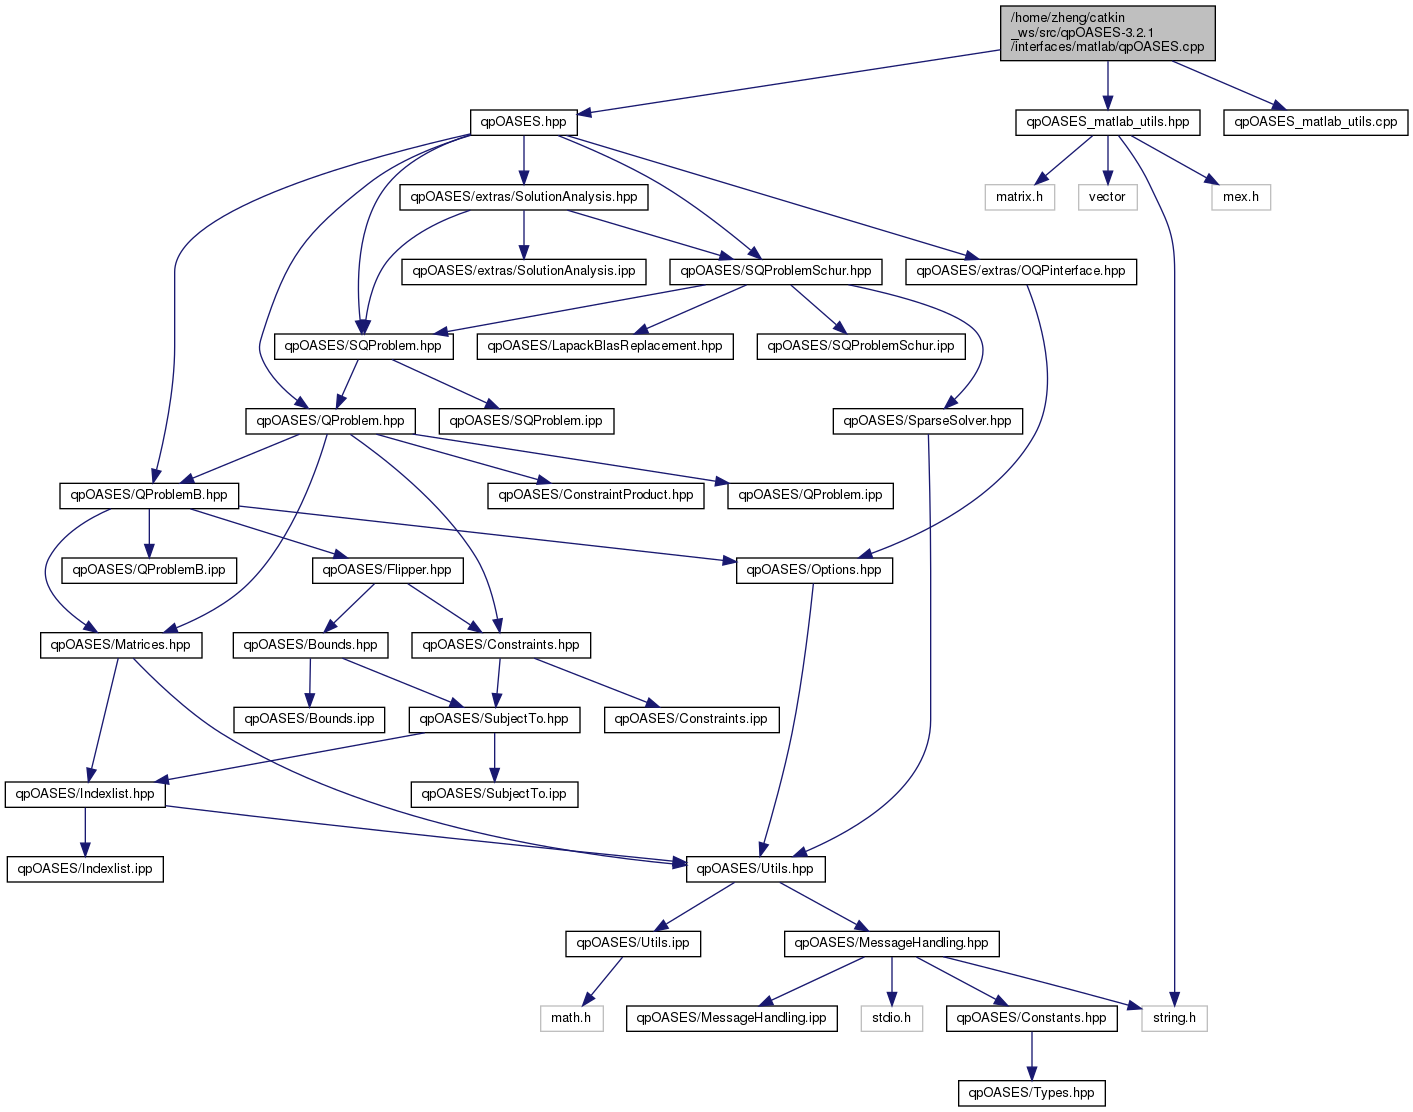 /home/zheng/catkin
_ws/src/qpOASES-3.2.1
/interfaces/matlab/qpOASES.cpp
qpOASES.hpp
qpOASES_matlab_utils.hpp
qpOASES_matlab_utils.cpp
qpOASES/extras/SolutionAnalysis.hpp
matrix.h
vector
mex.h
qpOASES/extras/SolutionAnalysis.ipp
qpOASES/SQProblemSchur.hpp
qpOASES/extras/OQPinterface.hpp
qpOASES/SQProblem.hpp
qpOASES/LapackBlasReplacement.hpp
qpOASES/SQProblemSchur.ipp
qpOASES/QProblem.hpp
qpOASES/SQProblem.ipp
qpOASES/SparseSolver.hpp
qpOASES/QProblemB.hpp
qpOASES/ConstraintProduct.hpp
qpOASES/QProblem.ipp
qpOASES/QProblemB.ipp
qpOASES/Flipper.hpp
qpOASES/Options.hpp
qpOASES/Matrices.hpp
qpOASES/Bounds.hpp
qpOASES/Constraints.hpp
qpOASES/Bounds.ipp
qpOASES/SubjectTo.hpp
qpOASES/Constraints.ipp
qpOASES/Indexlist.hpp
qpOASES/SubjectTo.ipp
qpOASES/Indexlist.ipp
qpOASES/Utils.hpp
qpOASES/Utils.ipp
qpOASES/MessageHandling.hpp
math.h
qpOASES/MessageHandling.ipp
stdio.h
qpOASES/Constants.hpp
string.h
qpOASES/Types.hpp